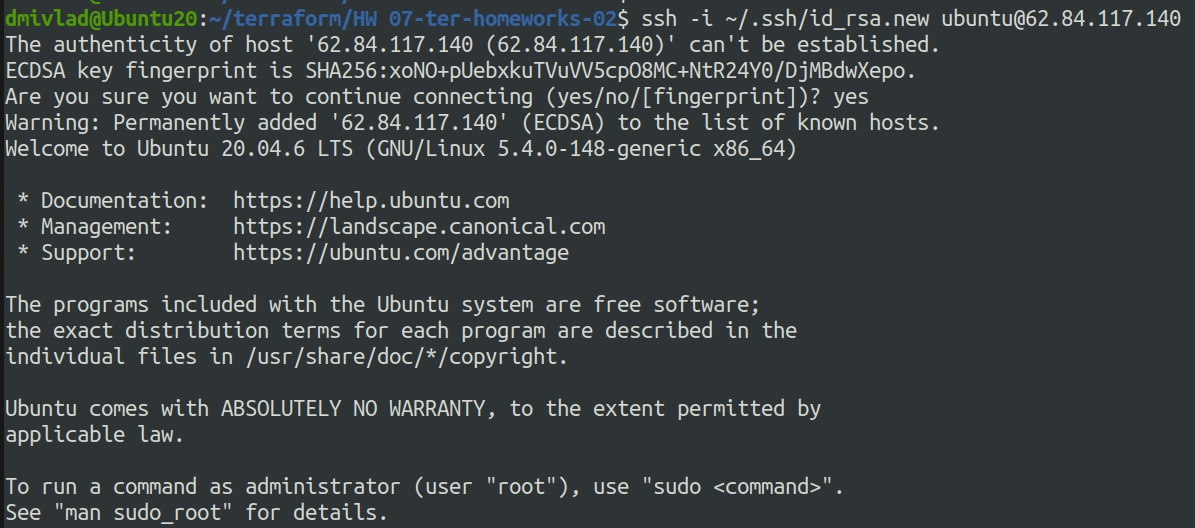 dnivlad@Ubuntu20:~/terraform/HW 07-ter-homeworks-02$ ssh -i ~/.ssh/id_rsa.new ubuntu@62.84.117.140
The authenticity of host '62.84.117.140 (62.84.117.140)' can't be established.
ECDSA key fingerprint is SHA256:xoNO+pUebxkuTVuVV5cpO8MC+NtR24Y0/DjMBdwXepo.
Are you sure you want to continue connecting (yes/no/[fingerprint])? yes
Warning: Permanently added '62.84.117.140' (ECDSA) to the list of known hosts.
Welcome to Ubuntu 20.04.6 LTS (GNU/Linux 5.4.0-148-generic x86_64)
* Documentation:  https://help.ubuntu.com
* Management:     https://landscape.canonical.com
* Support:        https://ubuntu.com/advantage
The programs included with the Ubuntu system are free software;
the exact distribution terms for each program are described in the
individual files in /usr/share/doc/*/copyright.
Ubuntu comes with ABSOLUTELY NO WARRANTY, to the extent permitted by
applicable law.
To run a command as administrator (user "root"), use "sudo <command>".
See "man sudo_root" for details.